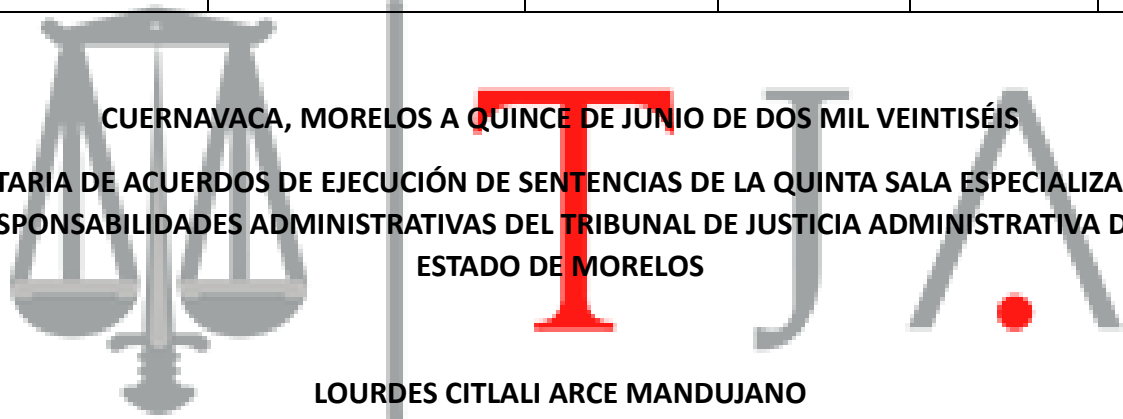 CUERNAVACA, MORELOS A QUINCE DE JUNIO DE DOS MIL VEINTISÉIS
TARIA DE ACUERDOS DE EJECUCIÓN DE SENTENCIAS DE LA QUINTA SALA ESPECIALIZA
SPONSABILIDADES ADMINISTRATIVAS DEL TRIBUNAL DE JUSTICIA ADMINISTRATIVA D
ESTADO DE MORELOS
TJA
LOURDES CITLALI ARCE MANDUJANO